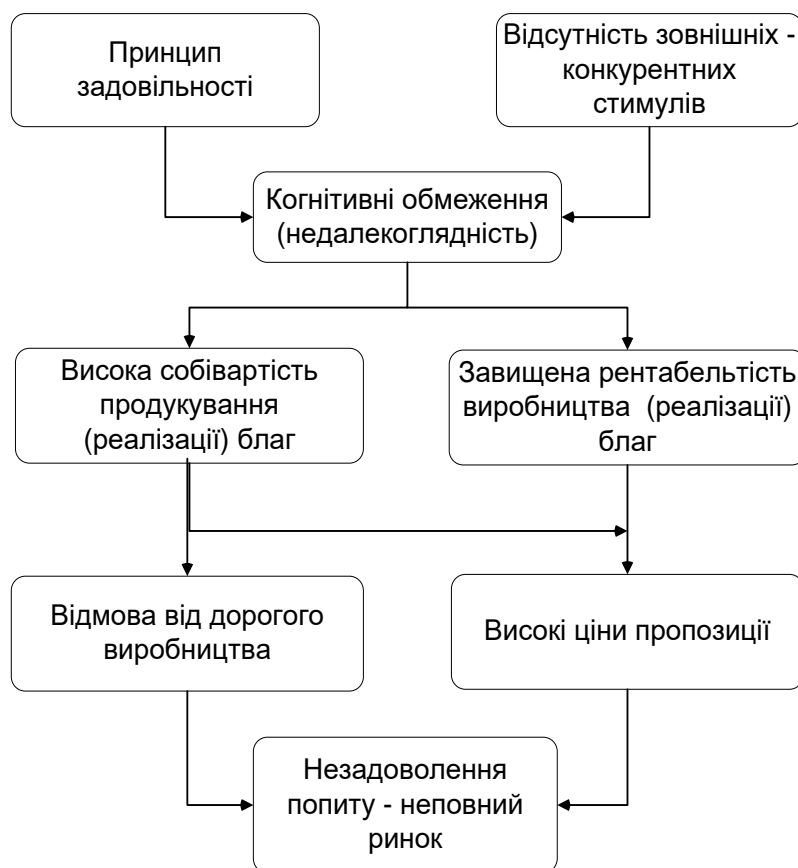 Принцип
задовільності
Відсутність зовнішніх -
конкурентних
стимулів
Когнітивні обмеження
(недалекоглядність)
Висока собівартість
продукування
(реалізації) благ
Завищена рентабельтість
виробництва (реалізації)
благ
Відмова від дорогого
виробництва
Високі ціни пропозиції
Незадоволення
попиту - неповний
ринок